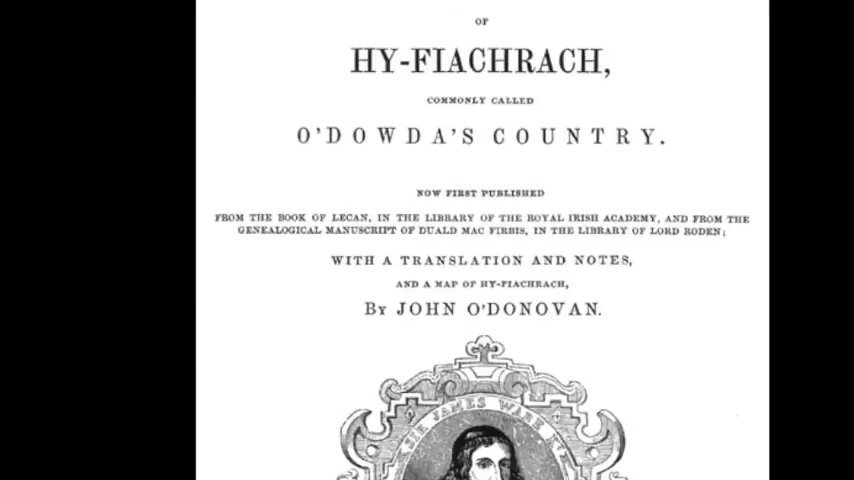 OF
HY-FIACHRACH,
COMMONLY CALLED
O'DOWDA'S COUNTRY.
NOW FIRST PUBLISHED
FROM THE BOOK OF LECAN, IN THE LIBRARY OF THE ROYAL IRISH ACADEMY, AND FROM THE
GENEALOGICAL MANUSCRIPT OF DUALD MAC FIRBIS, IN THE LIBRARY OF LORD RODEN;
WITH A TRANSLATION AND NOTES,
AND A MAP OF HY-FIACHRACH,
By JOHN O'DONOVAN.
SIR JAMES WARE KT